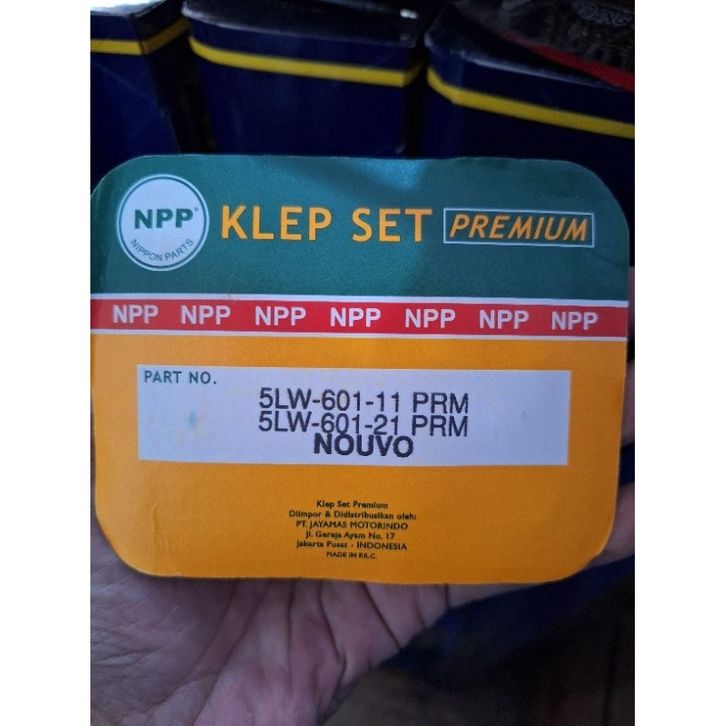 NPP®
NIPPON PARTS
KLEP SET PREMIUM
NPP NPP NPP NPP NPP NPP NPP
PART NO.
5LW-601-11 PRM
5LW-601-21 PRM
NOUVO
Klep Set Premium
Diimpor & Didistribusikan oleh:
PT. JAYAMAS MOTORINDO
Jl. Gereja Ayam No. 17
Jakarta Pusat - INDONESIA
MADE IN P.R.C.